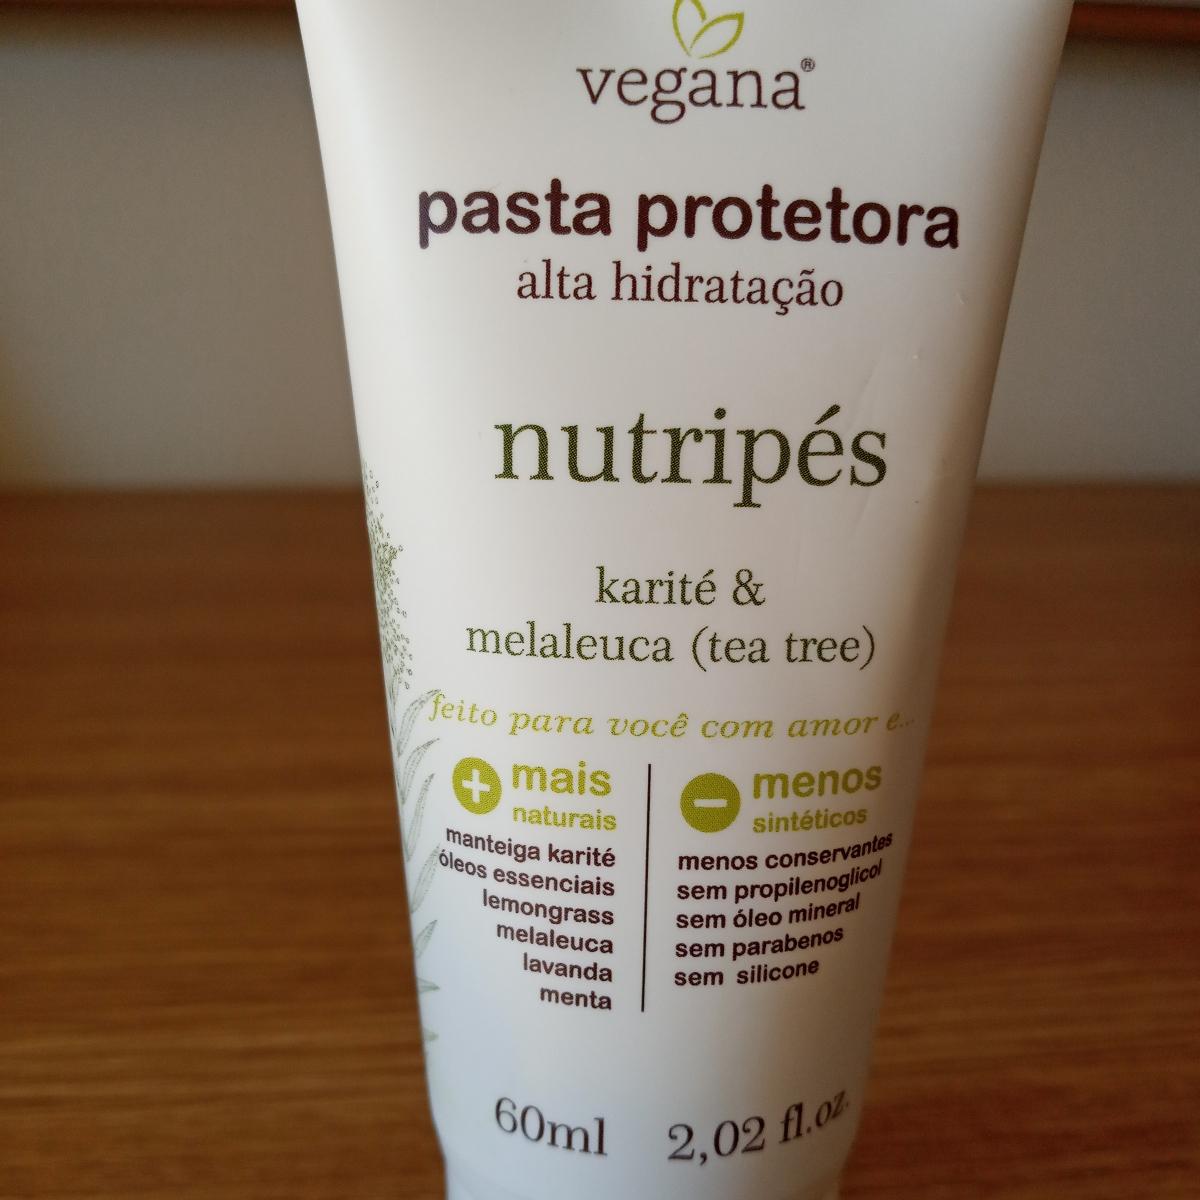 vegana®
pasta protetora
alta hidratação
nutripés
karité &
melaleuca (tea tree)
feito para você com amor e...
+ mais
naturais
manteiga karité
óleos essenciais
lemongrass
melaleuca
lavanda
menta
- menos
sintéticos
menos conservantes
sem propilenoglicol
sem óleo mineral
sem parabenos
sem silicone
60ml 2,02 fl.oz.